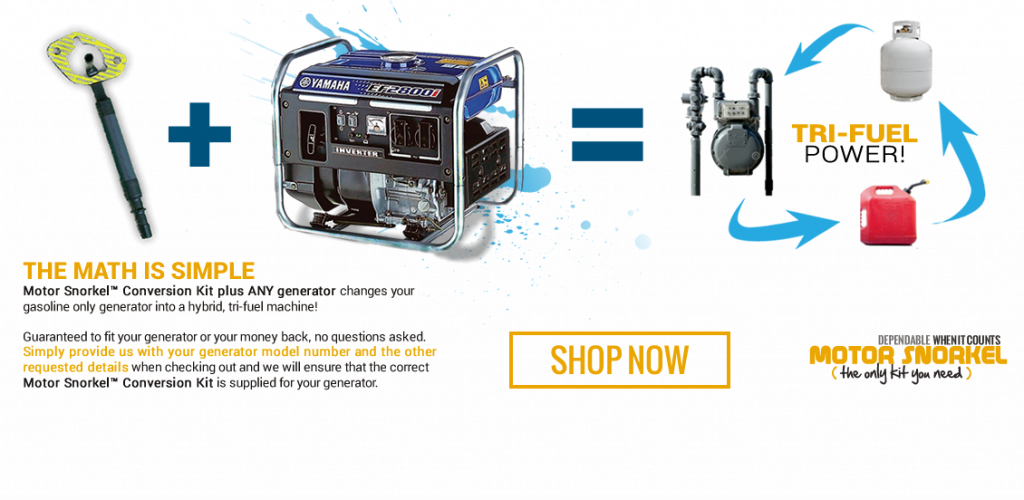 YAMAHA
EF2800i
INVERTER
TRI-FUEL
POWER!
THE MATH IS SIMPLE
Motor Snorkel™ Conversion Kit plus ANY generator changes your
gasoline only generator into a hybrid, tri-fuel machine!
Guaranteed to fit your generator or your money back, no questions asked.
Simply provide us with your generator model number and the other
requested details when checking out and we will ensure that the correct
Motor Snorkel™ Conversion Kit is supplied for your generator.
SHOP NOW
DEPENDABLE WHEN IT COUNTS
MOTOR SNORKEL
(the only kit you need)